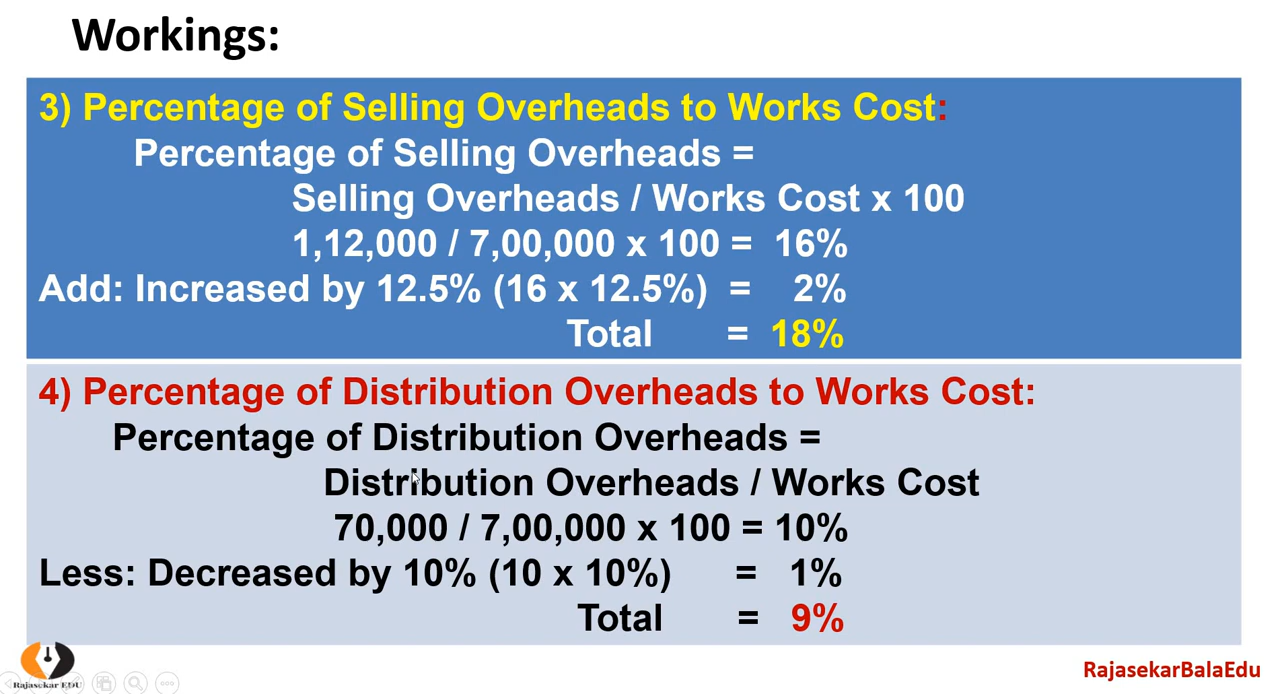 Workings:
3) Percentage of Selling Overheads to Works Cost:
Percentage of Selling Overheads =
Selling Overheads / Works Cost x 100
1,12,000 / 7,00,000 x 100 = 16%
Add: Increased by 12.5% (16 x 12.5%) = 2%
Total = 18%
4) Percentage of Distribution Overheads to Works Cost:
Percentage of Distribution Overheads =
Distribution Overheads / Works Cost
70,000 / 7,00,000 x 100 = 10%
Less: Decreased by 10% (10 x 10%) = 1%
Total = 9%
Rajasekar EDU
RajasekarBalaEdu